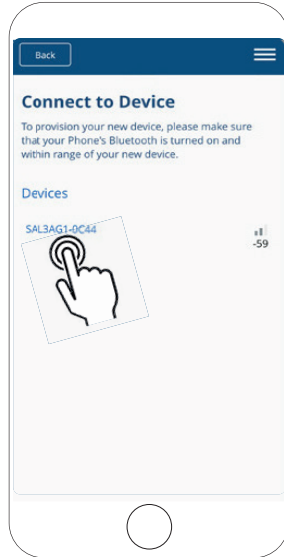 Back
Connect to Device
To provision your new device, please make sure
that your Phone's Bluetooth is turned on and
within range of your new device.
Devices
SAL3AG1-0C44
-59